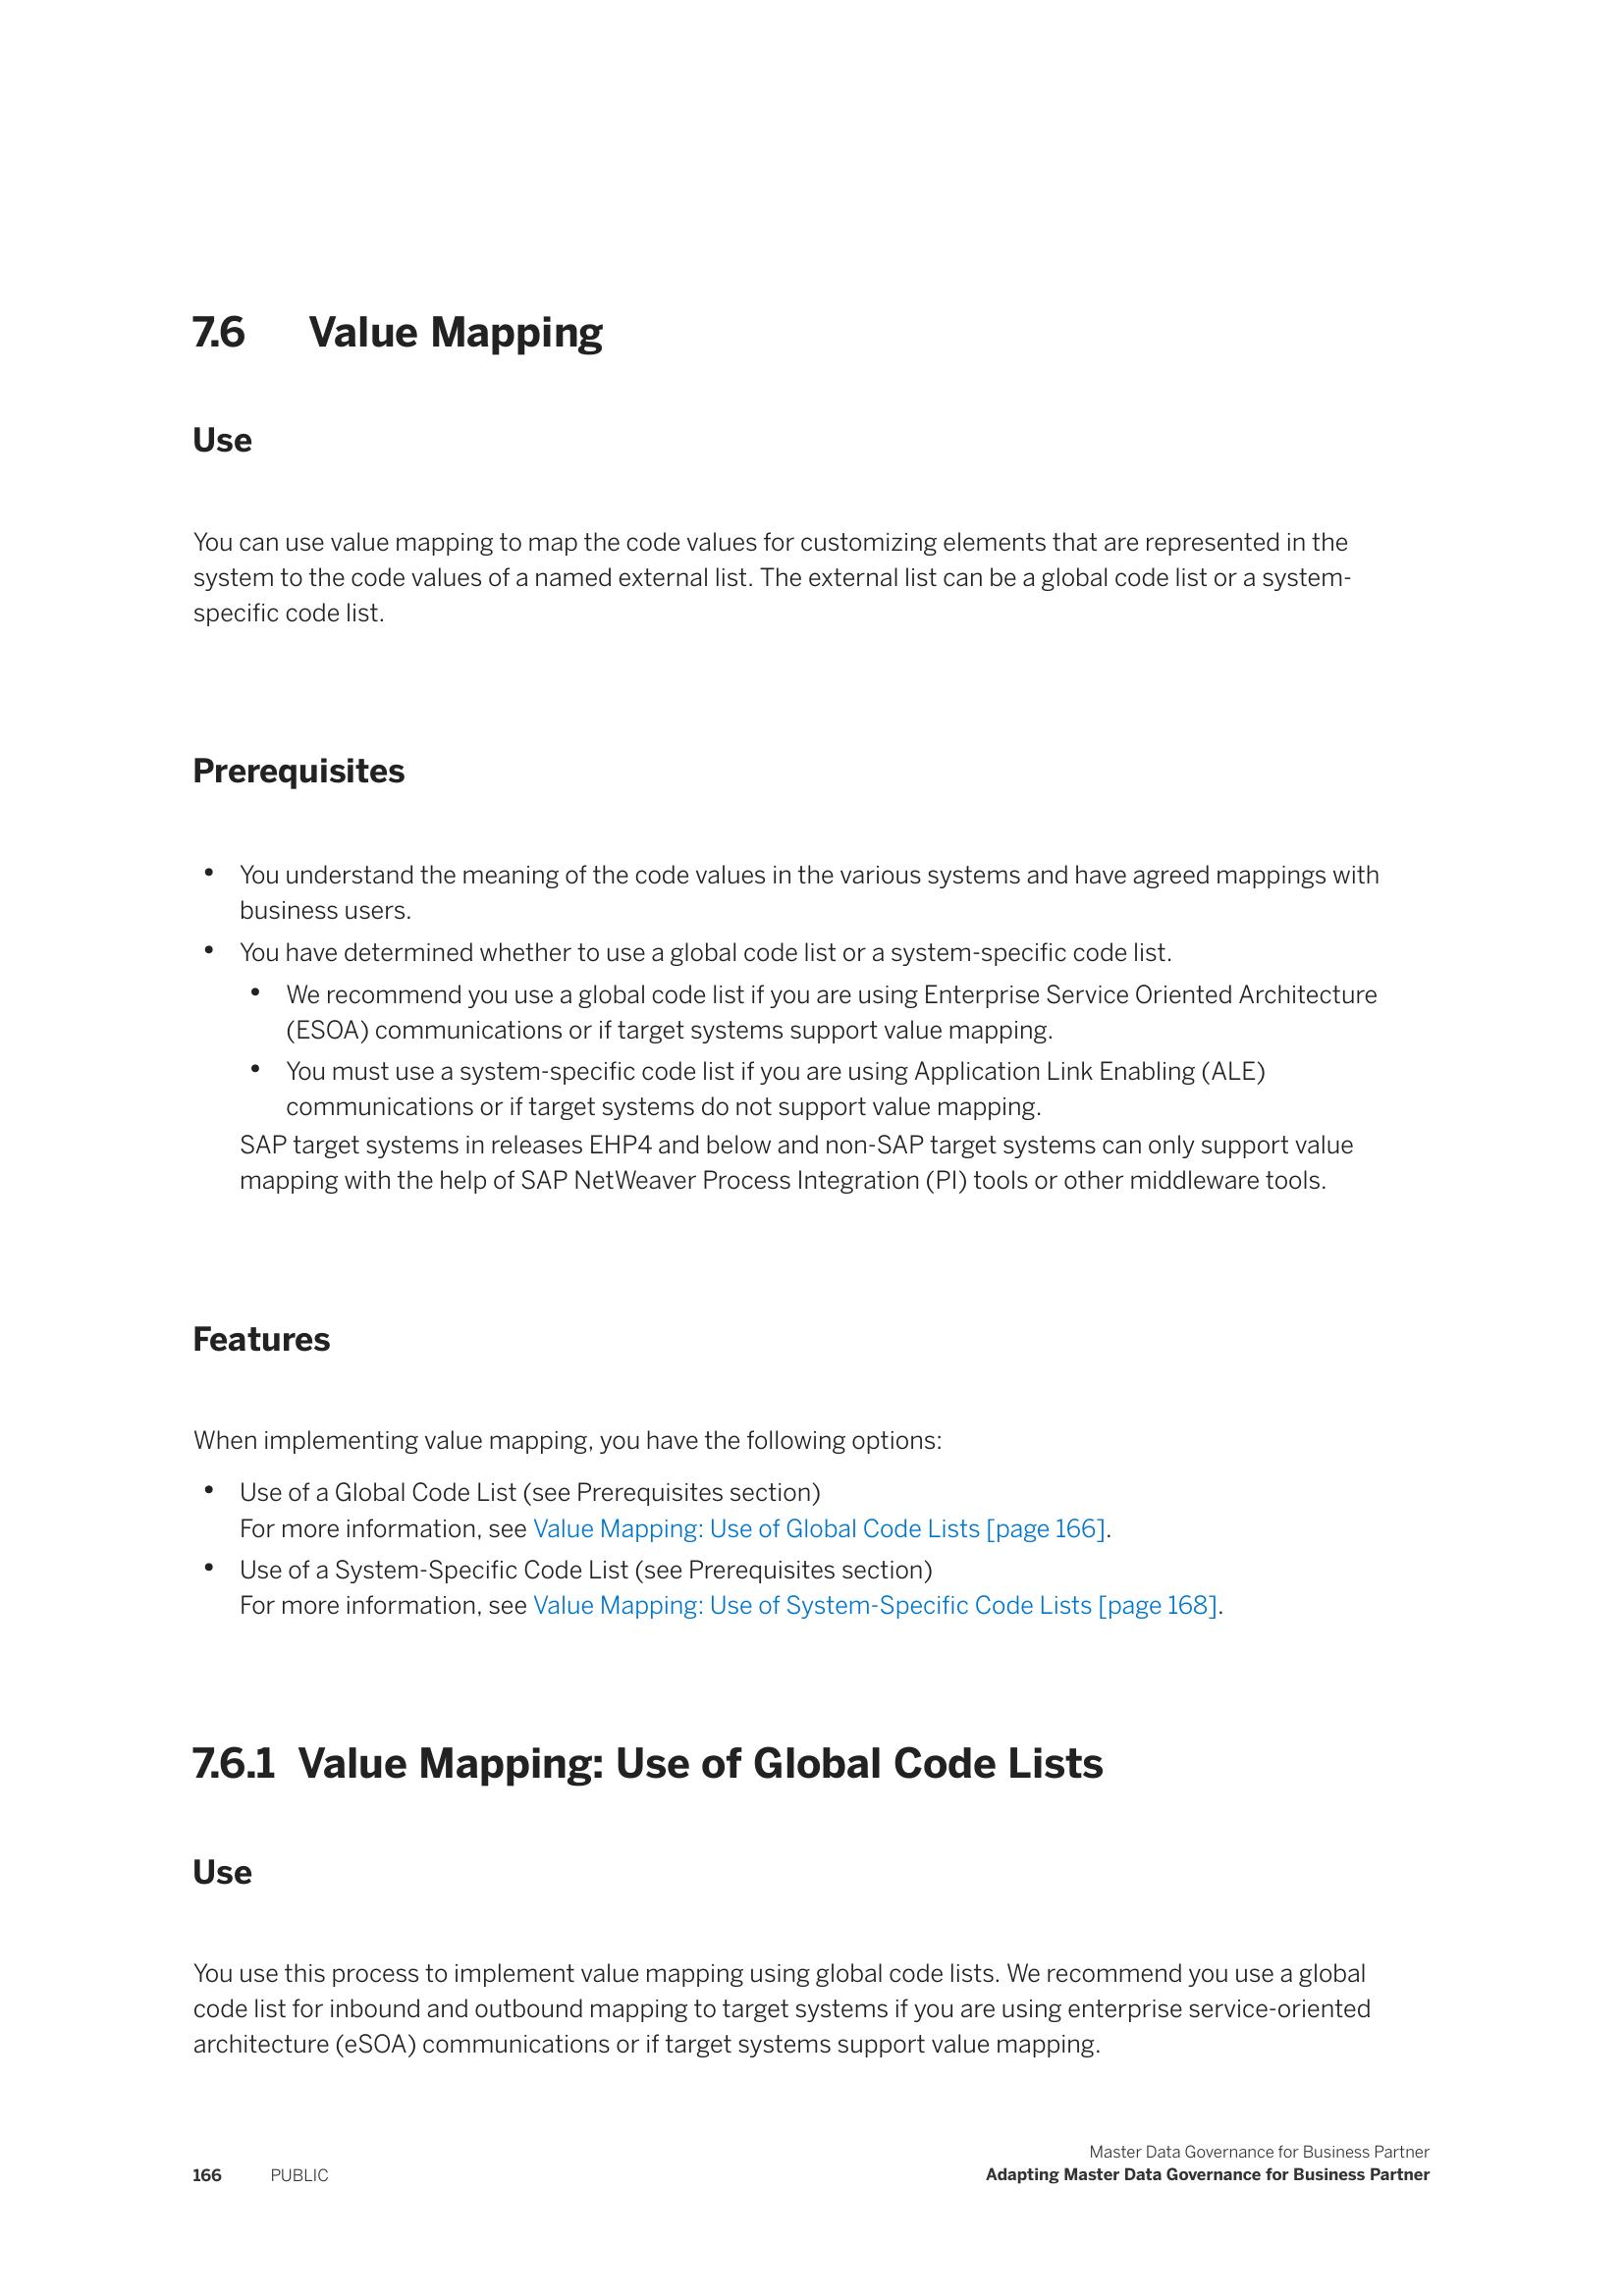 7.6 Value Mapping
Use
You can use value mapping to map the code values for customizing elements that are represented in the
system to the code values of a named external list. The external list can be a global code list or a system-
specific code list.
Prerequisites
• You understand the meaning of the code values in the various systems and have agreed mappings with
business users.
• You have determined whether to use a global code list or a system-specific code list.
• We recommend you use a global code list if you are using Enterprise Service Oriented Architecture
(ESOA) communications or if target systems support value mapping.
• You must use a system-specific code list if you are using Application Link Enabling (ALE)
communications or if target systems do not support value mapping.
SAP target systems in releases EHP4 and below and non-SAP target systems can only support value
mapping with the help of SAP NetWeaver Process Integration (PI) tools or other middleware tools.
Features
When implementing value mapping, you have the following options:
• Use of a Global Code List (see Prerequisites section)
For more information, see Value Mapping: Use of Global Code Lists [page 166].
• Use of a System-Specific Code List (see Prerequisites section)
For more information, see Value Mapping: Use of System-Specific Code Lists [page 168].
7.6.1 Value Mapping: Use of Global Code Lists
Use
You use this process to implement value mapping using global code lists. We recommend you use a global
code list for inbound and outbound mapping to target systems if you are using enterprise service-oriented
architecture (eSOA) communications or if target systems support value mapping.
Master Data Governance for Business Partner
166 PUBLIC Adapting Master Data Governance for Business Partner